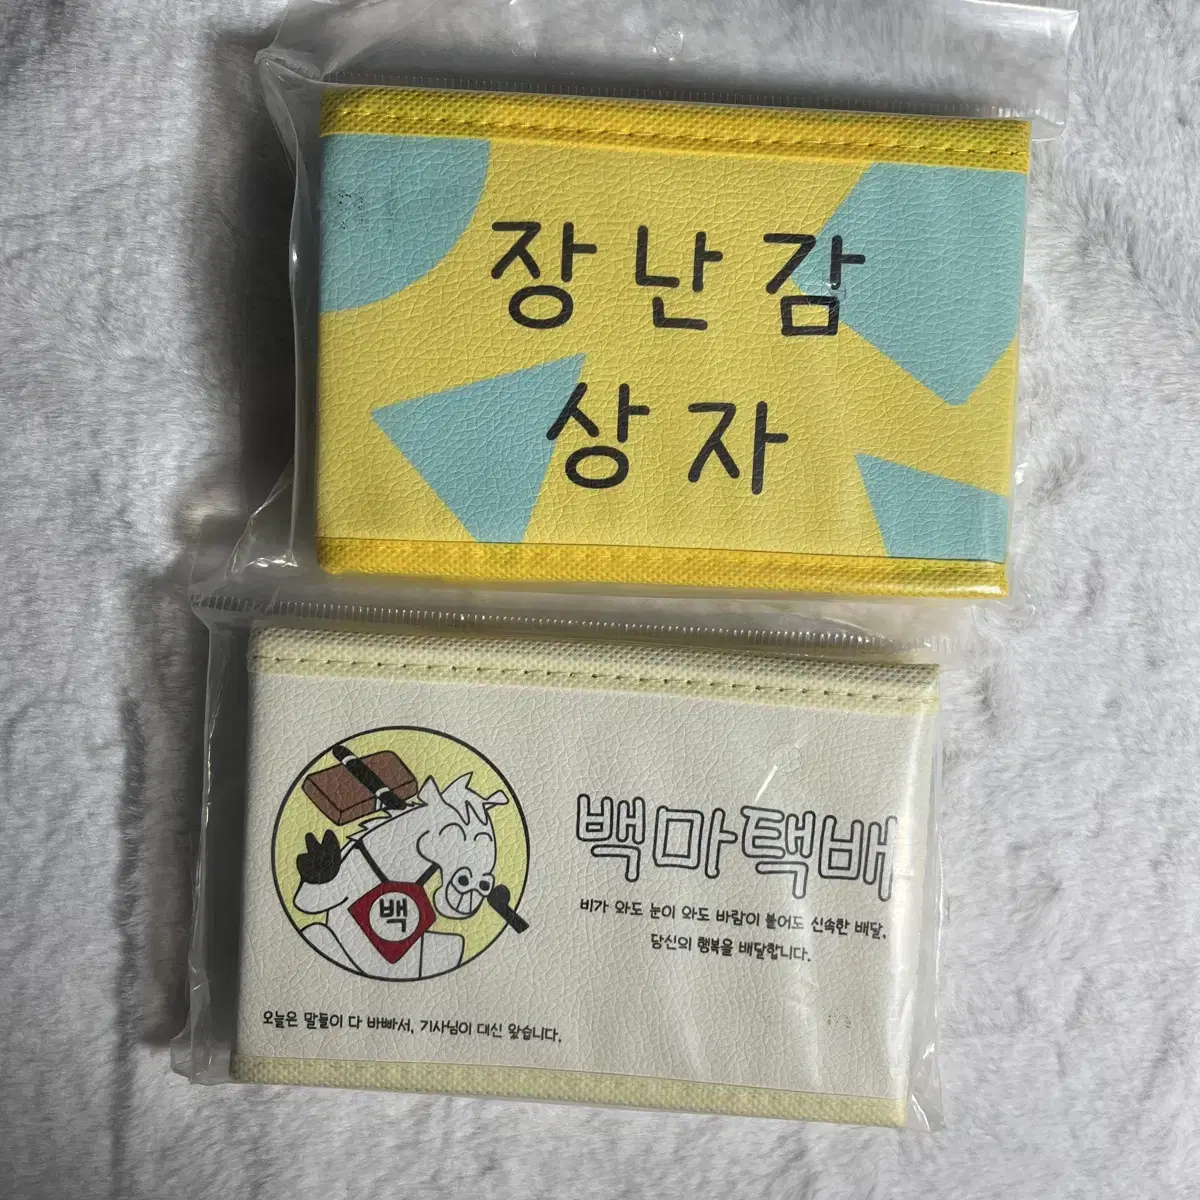 장난감
상자
백마택배
비가 와도 눈이 와도 바람이 불어도 신속한 배달,
당신의 행복을 배달합니다.
백
오늘은 말들이 다 바빠서, 기사님이 대신 왔습니다.